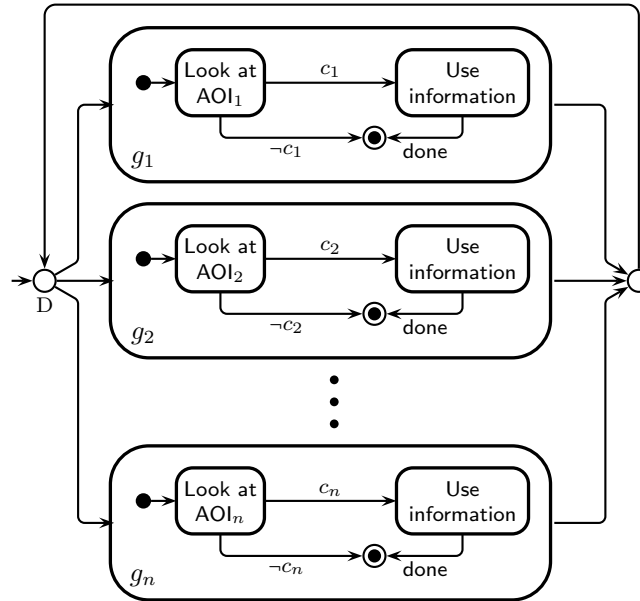 Look at
AOI₁
c₁
Use
information
¬c₁
done
g₁
D
Look at
AOI₂
c₂
Use
information
¬c₂
done
g₂
Look at
AOIₙ
cₙ
Use
information
¬cₙ
done
gₙ